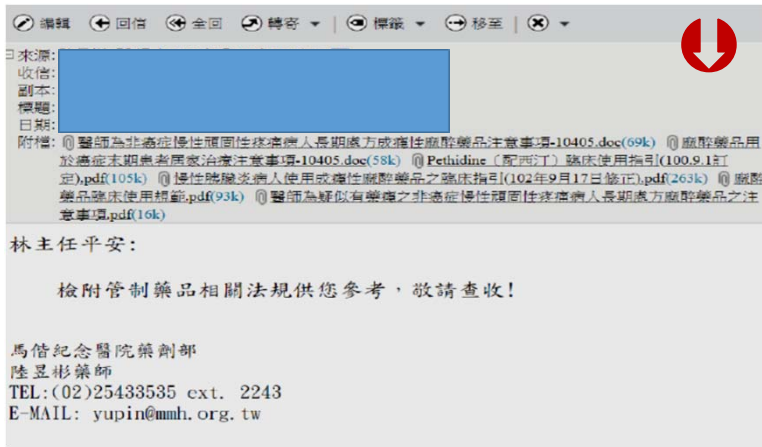 編輯 回信 全回 轉寄 標籤 移至
來源:
收信:
副本:
標題:
日期:
附檔: 醫師為非癌症慢性頑固性疼痛病人長期處方成癮性麻醉藥品注意事項-10405.doc(69k) 麻醉藥品用
於癌症末期患者居家治療注意事項-10405.doc(58k) Pethidine（配西汀）臨床使用指引(100.9.1訂
定).pdf(105k) 慢性胰臟炎病人使用成癮性麻醉藥品之臨床指引(102年9月17日修正).pdf(263k) 麻醉
藥品臨床使用規範.pdf(93k) 醫師為疑似有藥癮之非癌症慢性頑固性疼痛病人長期處方麻醉藥品之注
意事項.pdf(16k)
林主任平安:
檢附管制藥品相關法規供您參考，敬請查收!
馬偕紀念醫院藥劑部
陸昱彬藥師
TEL:(02)25433535 ext. 2243
E-MAIL: yupin@mmh.org.tw